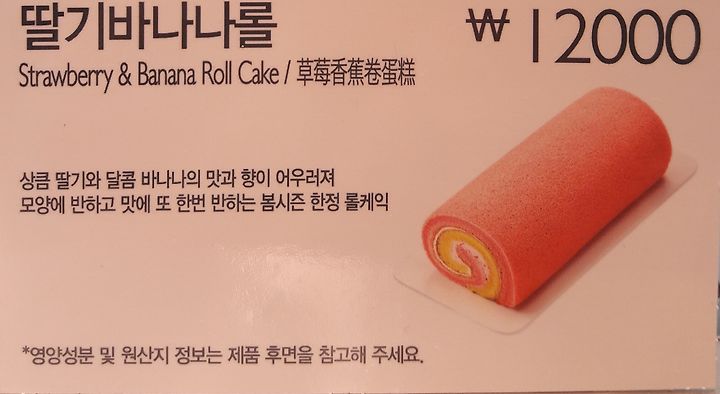 딸기바나나롤
₩ 12000
Strawberry & Banana Roll Cake / 草莓香蕉卷蛋糕
상큼 딸기와 달콤 바나나의 맛과 향이 어우러져
모양에 반하고 맛에 또 한번 반하는 봄시즌 한정 롤케익
*영양성분 및 원산지 정보는 제품 후면을 참고해 주세요.